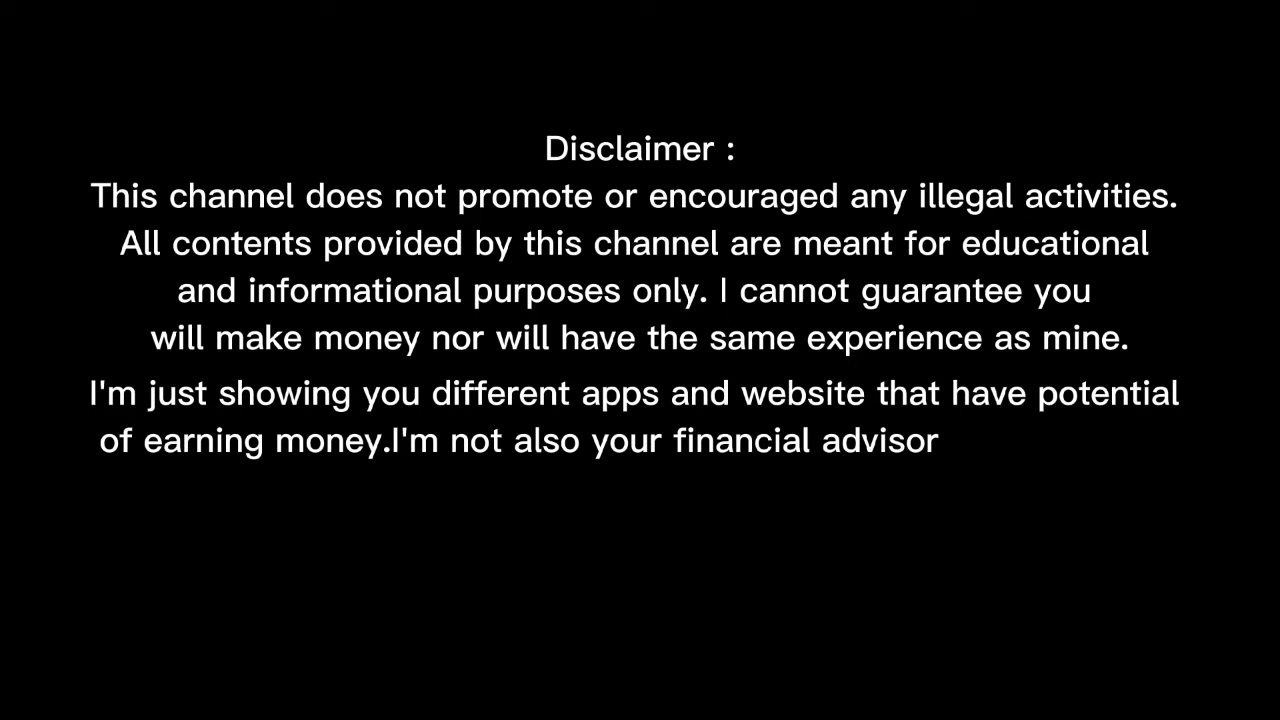 Disclaimer :
This channel does not promote or encouraged any illegal activities.
All contents provided by this channel are meant for educational
and informational purposes only. I cannot guarantee you
will make money nor will have the same experience as mine.
I'm just showing you different apps and website that have potential
of earning money.I'm not also your financial advisor